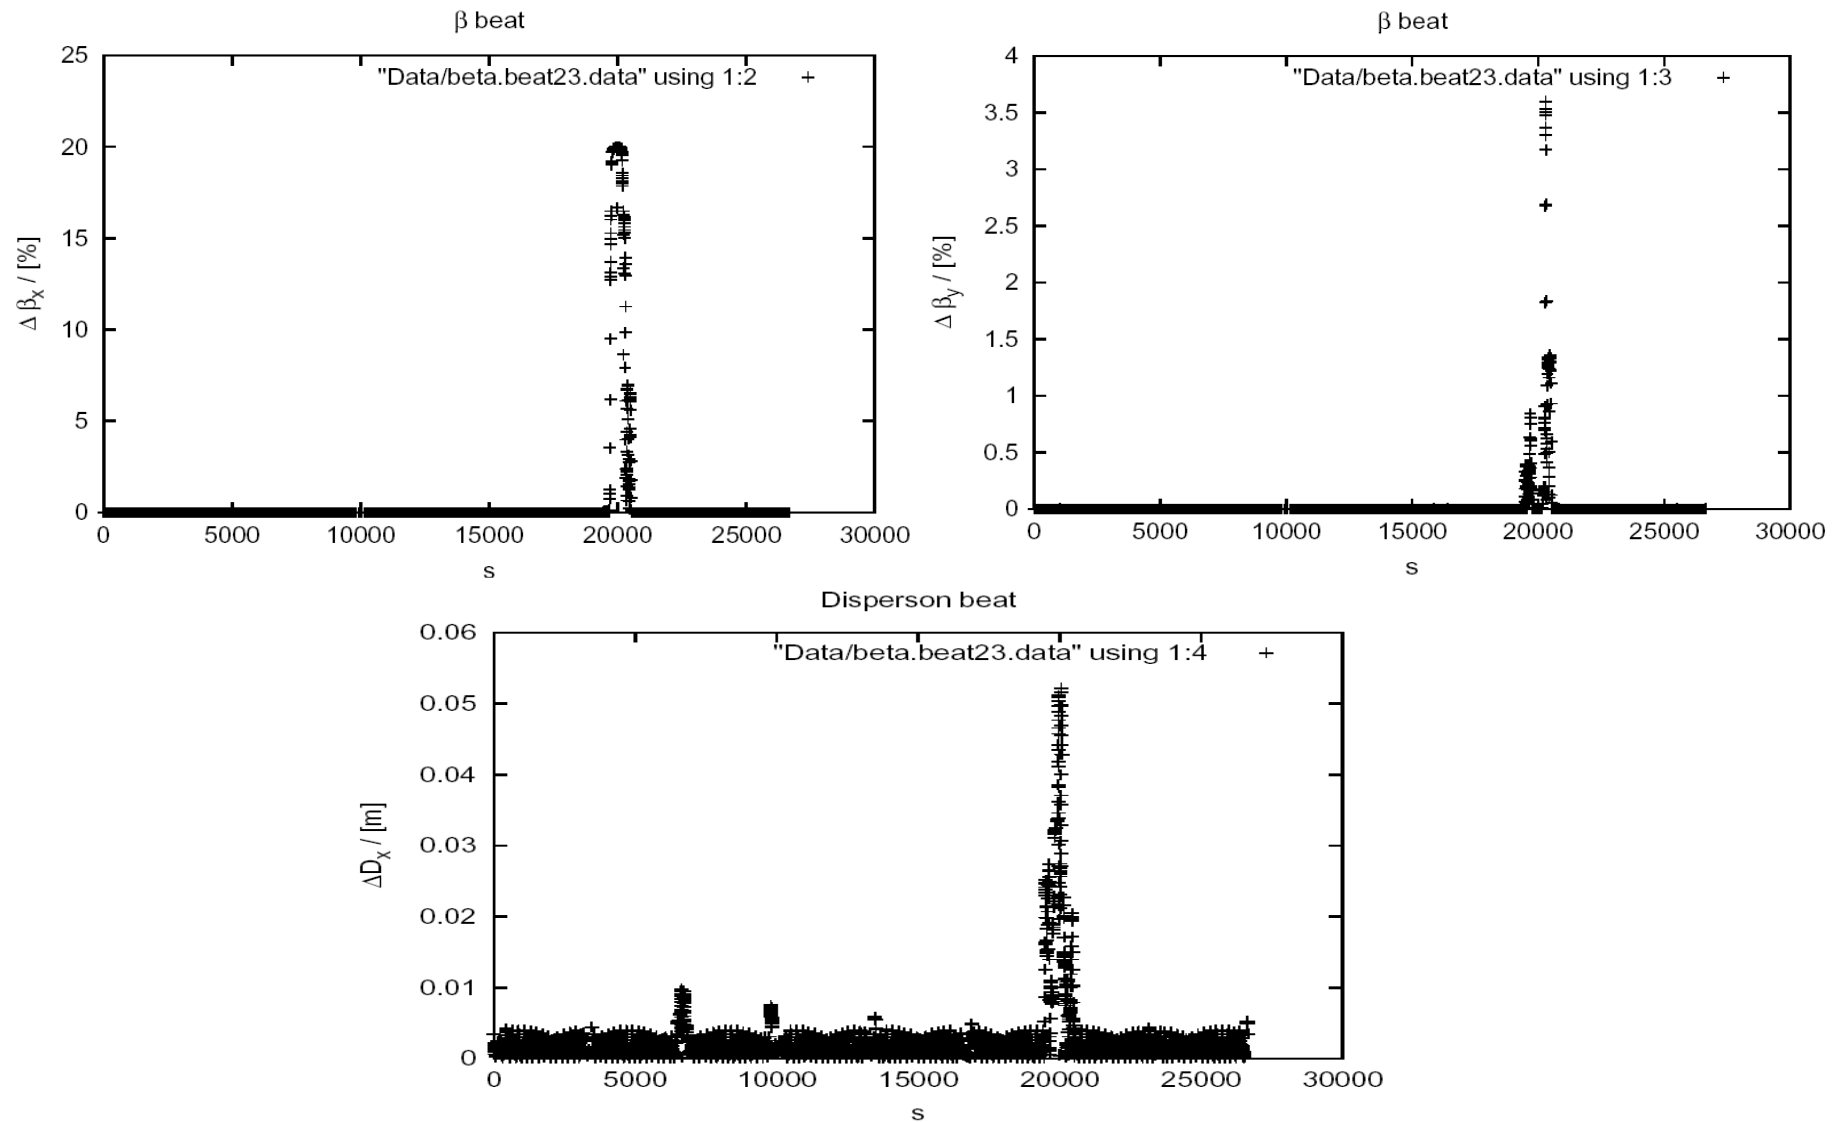 β beat
"Data/beta.beat23.data" using 1:2
25
20
15
10
5
0
Δ βx / [%]
0 5000 10000 15000 20000 25000 30000
s
β beat
"Data/beta.beat23.data" using 1:3
4
3.5
3
2.5
2
1.5
1
0.5
0
Δ βy / [%]
0 5000 10000 15000 20000 25000 30000
s
Disperson beat
"Data/beta.beat23.data" using 1:4
0.06
0.05
0.04
0.03
0.02
0.01
0
ΔDx / [m]
0 5000 10000 15000 20000 25000 30000
s